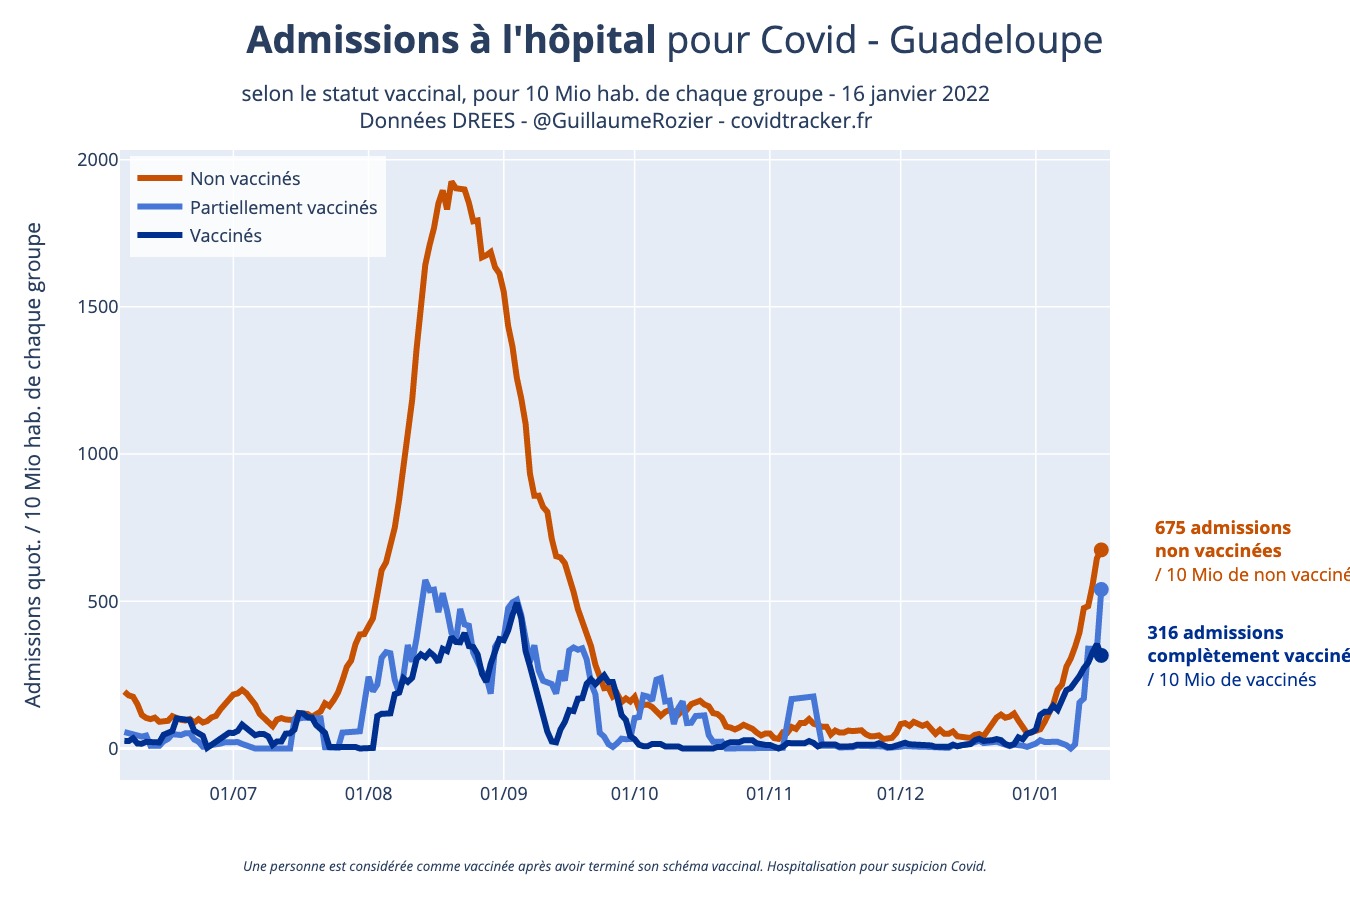 Admissions à l'hôpital pour Covid - Guadeloupe
selon le statut vaccinal, pour 10 Mio hab. de chaque groupe - 16 janvier 2022
Données DREES - @GuillaumeRozier - covidtracker.fr
Admissions quot. / 10 Mio hab. de chaque groupe
2000
1500
1000
500
0
Non vaccinés
Partiellement vaccinés
Vaccinés
675 admissions
non vaccinées
/ 10 Mio de non vacciné
316 admissions
complètement vacciné
/ 10 Mio de vaccinés
01/07
01/08
01/09
01/10
01/11
01/12
01/01
Une personne est considérée comme vaccinée après avoir terminé son schéma vaccinal. Hospitalisation pour suspicion Covid.